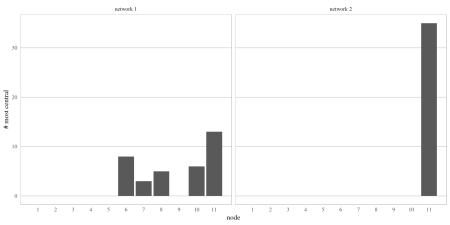 network 1
network 2
# most central
30
20
10
0
1 2 3 4 5 6 7 8 9 10 11
1 2 3 4 5 6 7 8 9 10 11
node